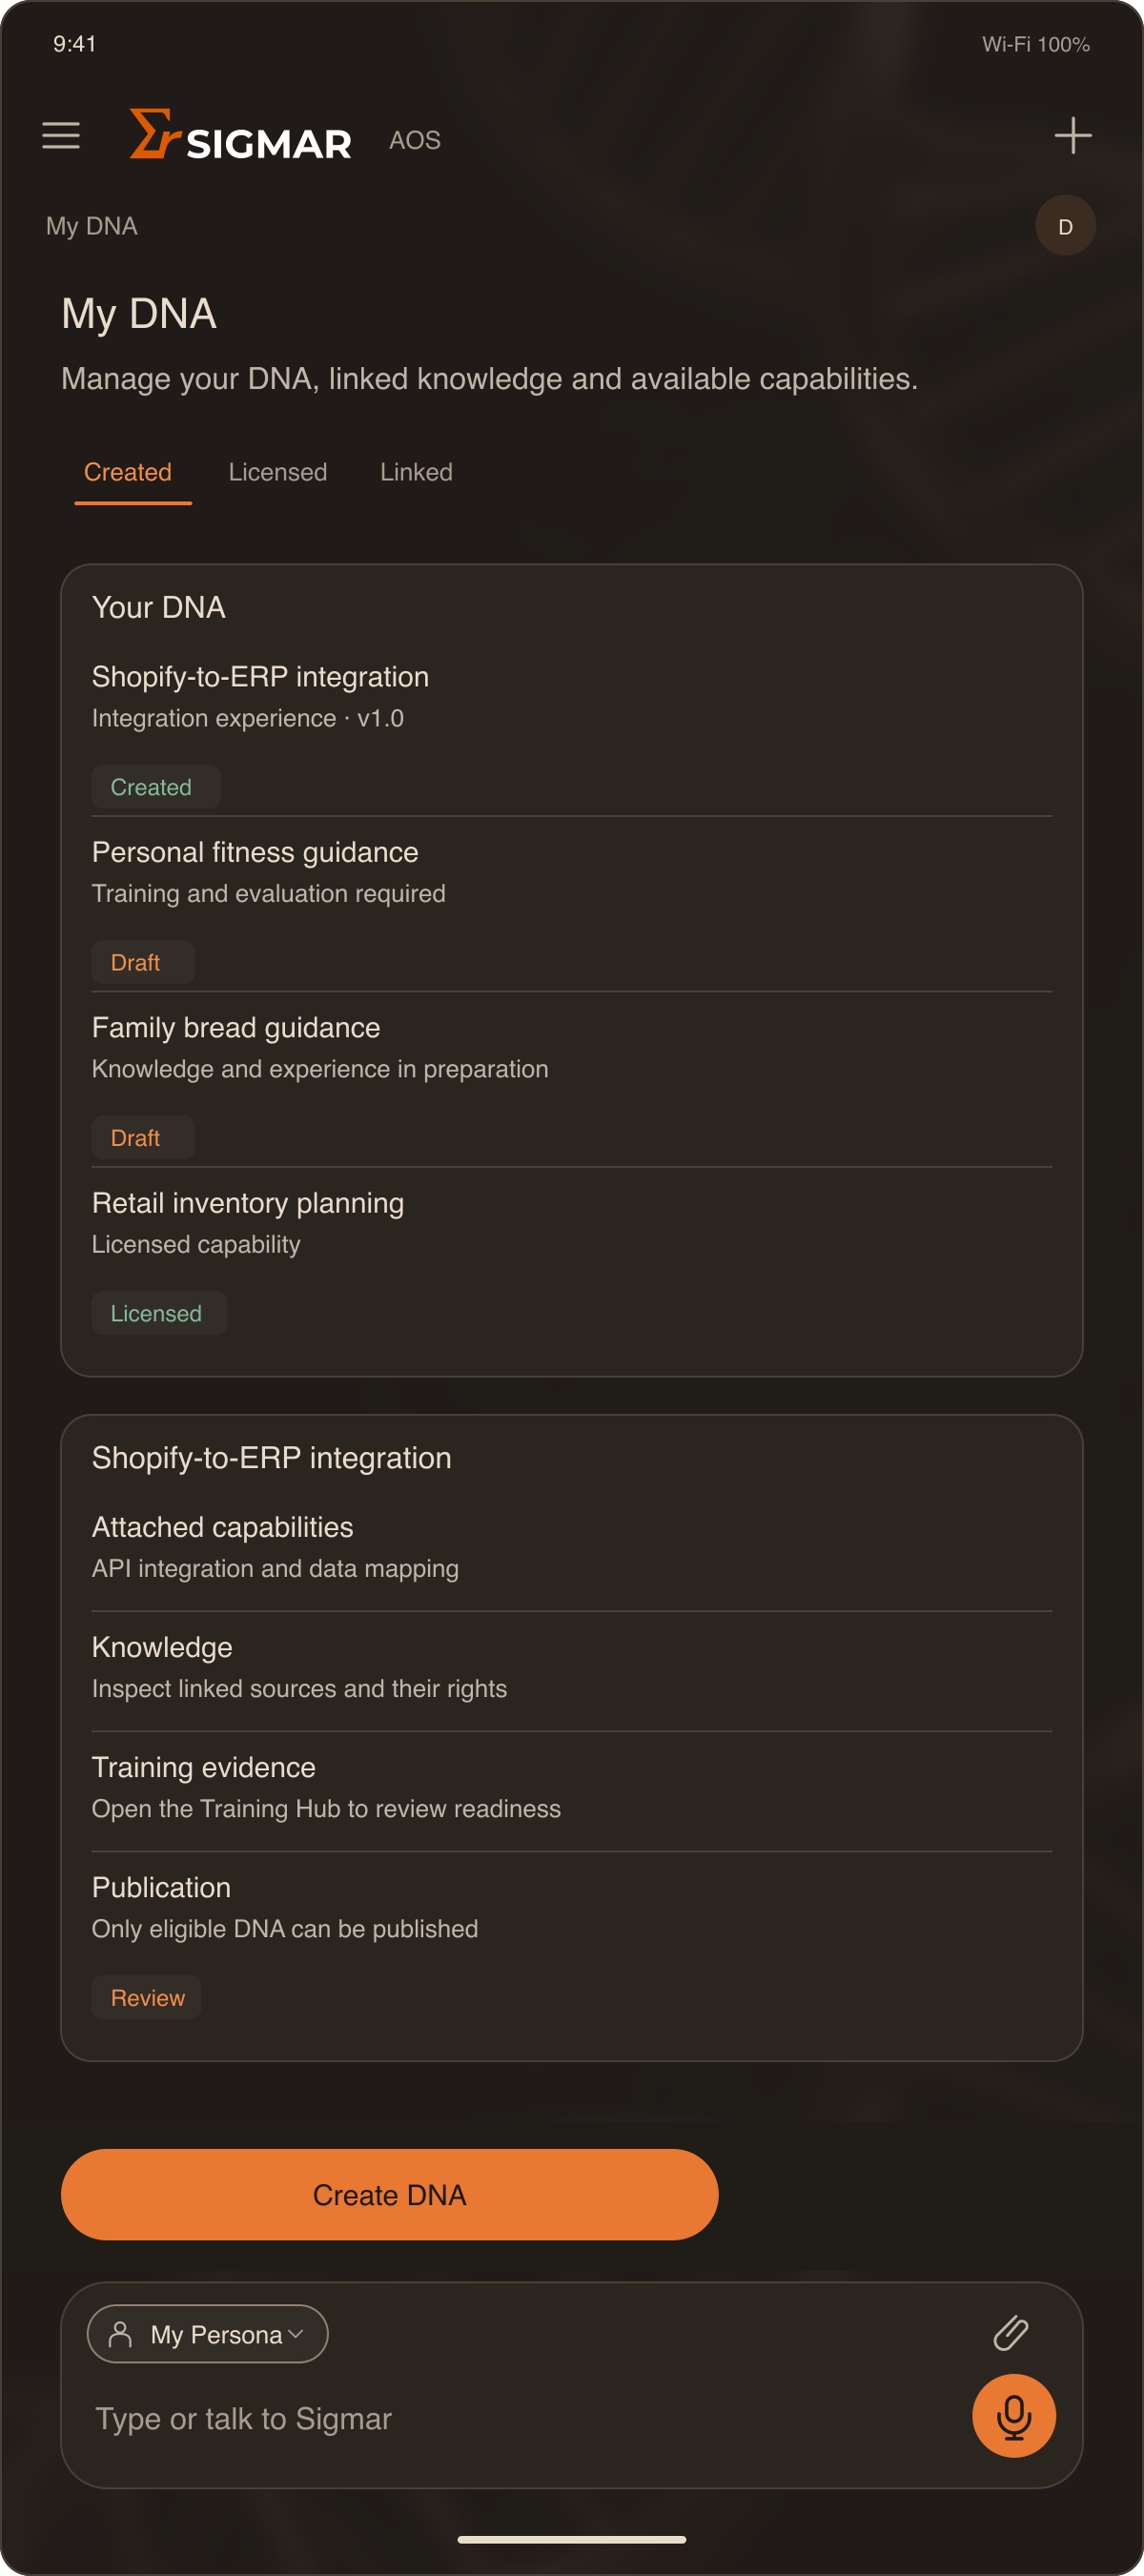 9:41
Wi-Fi 100%
Σr SIGMAR AOS
My DNA
D
My DNA
Manage your DNA, linked knowledge and available capabilities.
Created Licensed Linked
Your DNA
Shopify-to-ERP integration
Integration experience · v1.0
Created
Personal fitness guidance
Training and evaluation required
Draft
Family bread guidance
Knowledge and experience in preparation
Draft
Retail inventory planning
Licensed capability
Licensed
Shopify-to-ERP integration
Attached capabilities
API integration and data mapping
Knowledge
Inspect linked sources and their rights
Training evidence
Open the Training Hub to review readiness
Publication
Only eligible DNA can be published
Review
Create DNA
My Persona
Type or talk to Sigmar